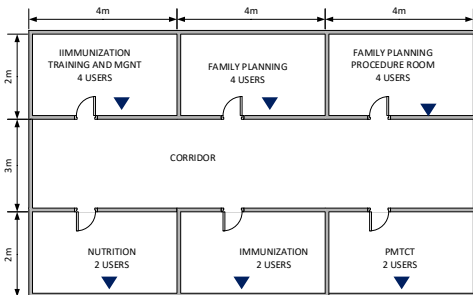 4m
4m
4m
2m
IIMMUNIZATION
TRAINING AND MGNT
4 USERS
FAMILY PLANNING
4 USERS
FAMILY PLANNING
PROCEDURE ROOM
4 USERS
3m
CORRIDOR
2m
NUTRITION
2 USERS
IMMUNIZATION
2 USERS
PMTCT
2 USERS